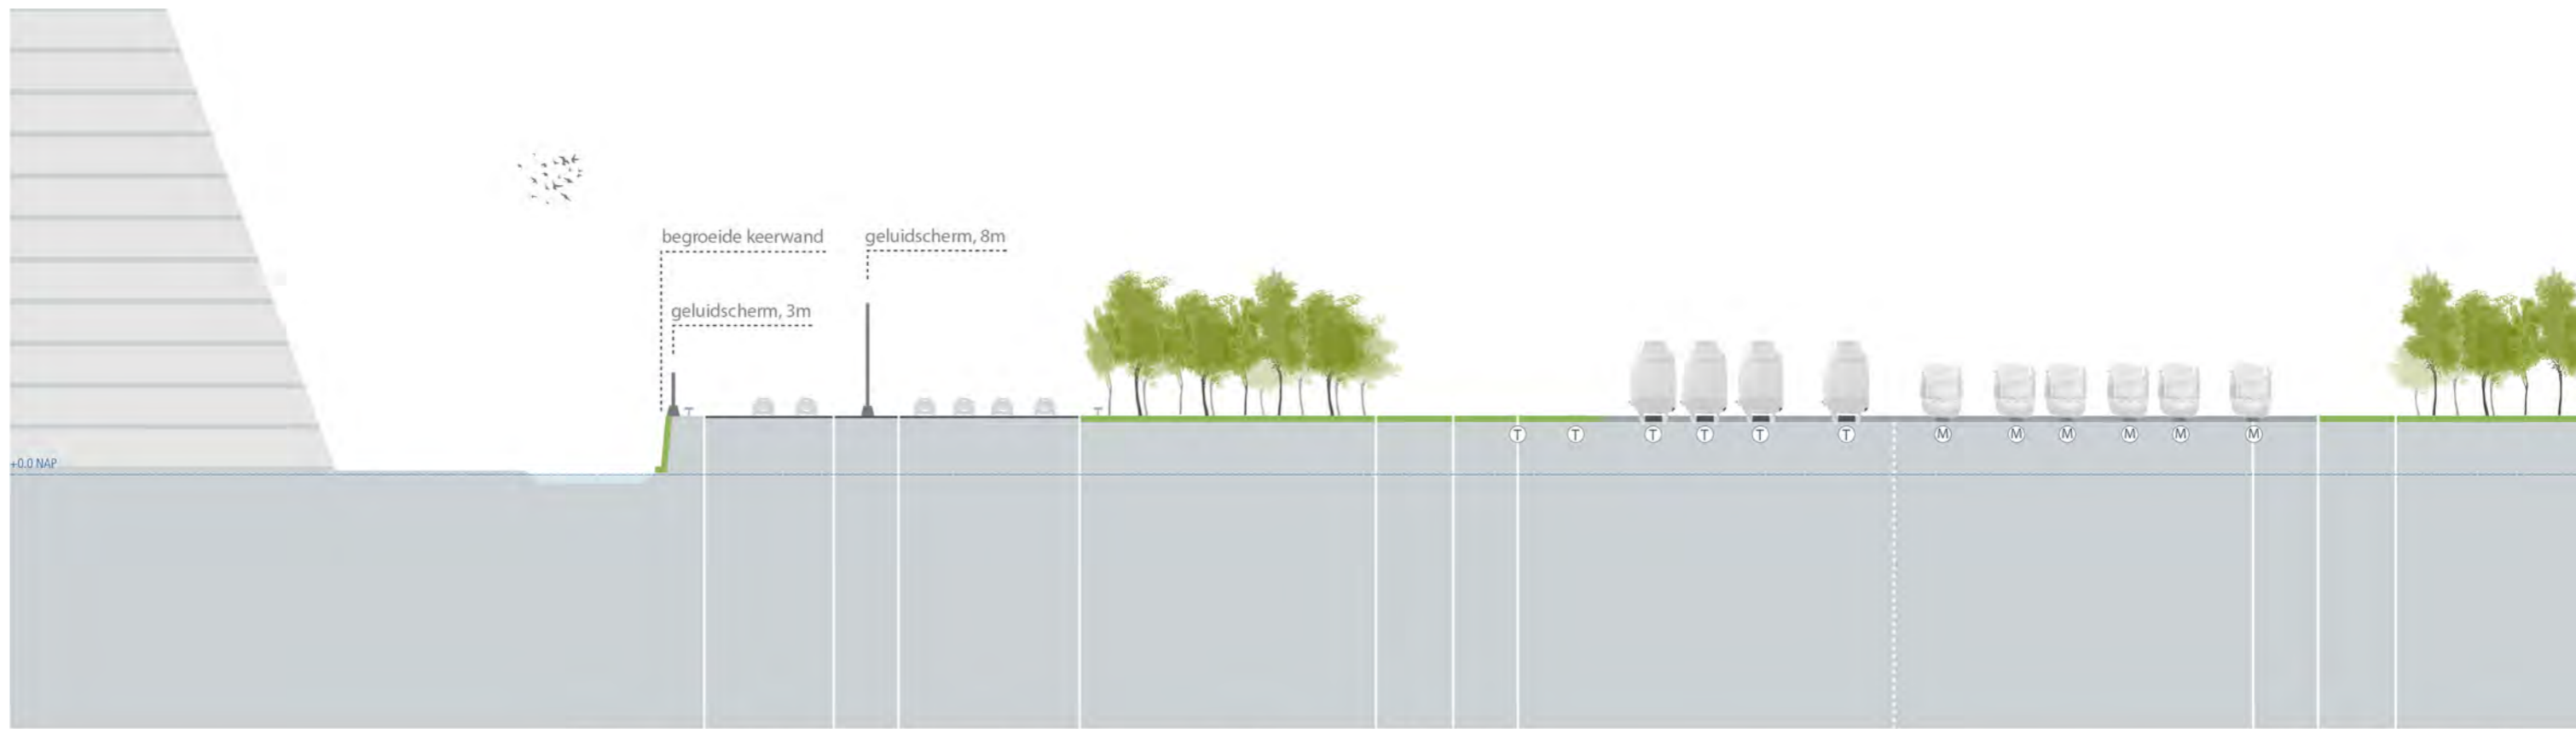 begroeide keerwand
geluidscherm, 8m
geluidscherm, 3m
T T T T T T M M M M M M
+0.0 NAP